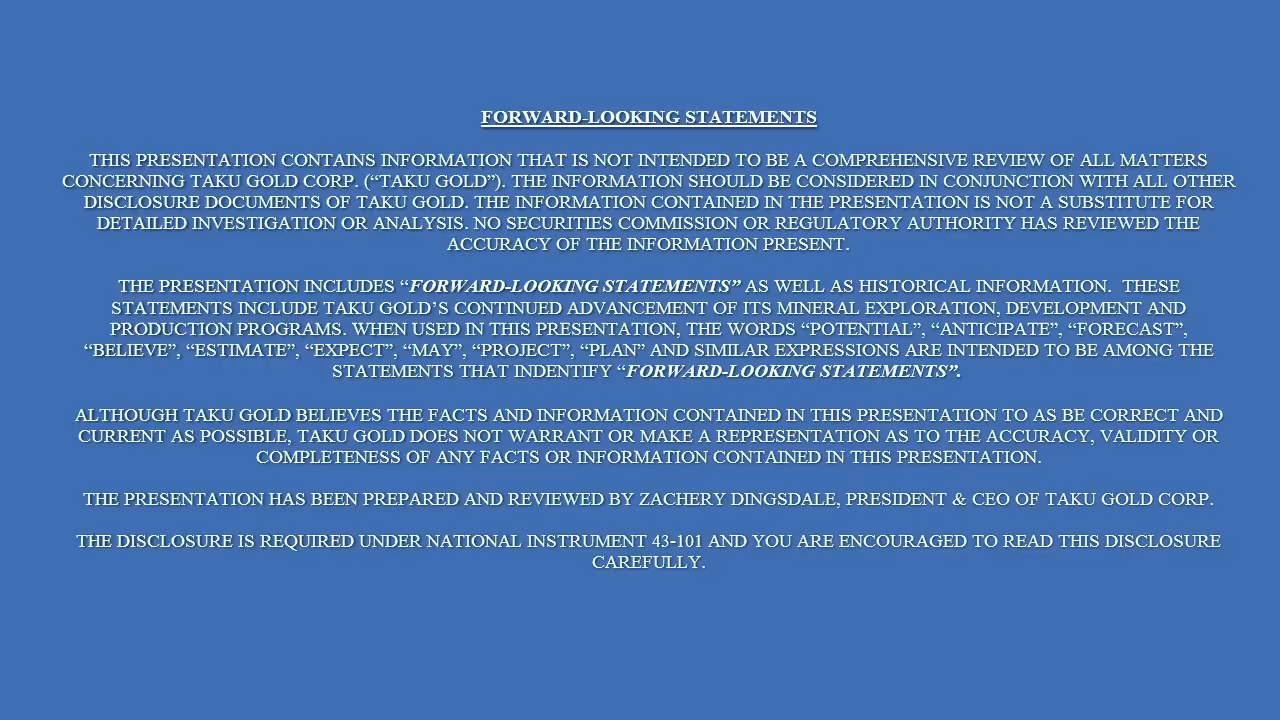 FORWARD-LOOKING STATEMENTS
THIS PRESENTATION CONTAINS INFORMATION THAT IS NOT INTENDED TO BE A COMPREHENSIVE REVIEW OF ALL MATTERS
CONCERNING TAKU GOLD CORP. (“TAKU GOLD”). THE INFORMATION SHOULD BE CONSIDERED IN CONJUNCTION WITH ALL OTHER
DISCLOSURE DOCUMENTS OF TAKU GOLD. THE INFORMATION CONTAINED IN THE PRESENTATION IS NOT A SUBSTITUTE FOR
DETAILED INVESTIGATION OR ANALYSIS. NO SECURITIES COMMISSION OR REGULATORY AUTHORITY HAS REVIEWED THE
ACCURACY OF THE INFORMATION PRESENT.
THE PRESENTATION INCLUDES “FORWARD-LOOKING STATEMENTS” AS WELL AS HISTORICAL INFORMATION. THESE
STATEMENTS INCLUDE TAKU GOLD’S CONTINUED ADVANCEMENT OF ITS MINERAL EXPLORATION, DEVELOPMENT AND
PRODUCTION PROGRAMS. WHEN USED IN THIS PRESENTATION, THE WORDS “POTENTIAL”, “ANTICIPATE”, “FORECAST”,
“BELIEVE”, “ESTIMATE”, “EXPECT”, “MAY”, “PROJECT”, “PLAN” AND SIMILAR EXPRESSIONS ARE INTENDED TO BE AMONG THE
STATEMENTS THAT INDENTIFY “FORWARD-LOOKING STATEMENTS”.
ALTHOUGH TAKU GOLD BELIEVES THE FACTS AND INFORMATION CONTAINED IN THIS PRESENTATION TO AS BE CORRECT AND
CURRENT AS POSSIBLE, TAKU GOLD DOES NOT WARRANT OR MAKE A REPRESENTATION AS TO THE ACCURACY, VALIDITY OR
COMPLETENESS OF ANY FACTS OR INFORMATION CONTAINED IN THIS PRESENTATION.
THE PRESENTATION HAS BEEN PREPARED AND REVIEWED BY ZACHERY DINGSDALE, PRESIDENT & CEO OF TAKU GOLD CORP.
THE DISCLOSURE IS REQUIRED UNDER NATIONAL INSTRUMENT 43-101 AND YOU ARE ENCOURAGED TO READ THIS DISCLOSURE
CAREFULLY.